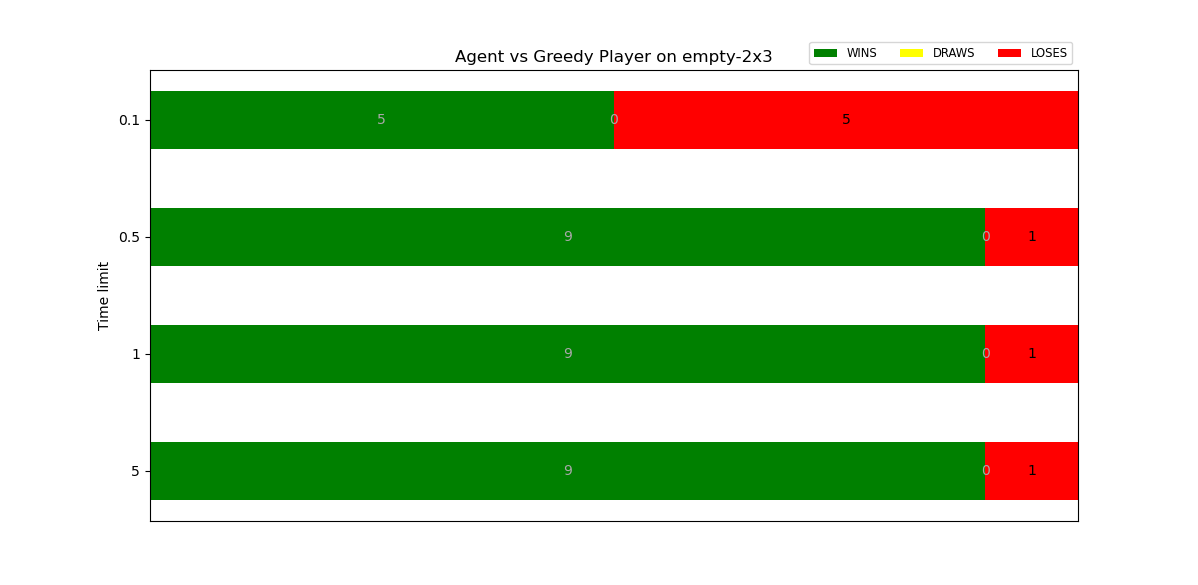 Agent vs Greedy Player on empty-2x3
WINS DRAWS LOSES
0.1 5 0 5
0.5 9 0 1
Time limit
1 9 0 1
5 9 0 1